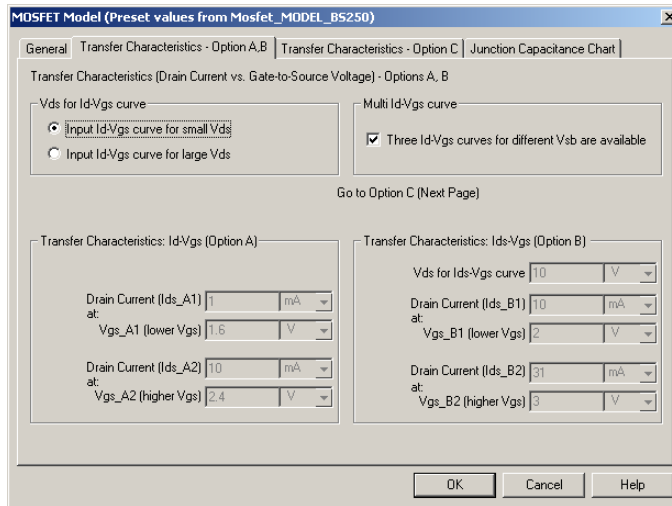 MOSFET Model (Preset values from Mosfet_MODEL_BS250)
General
Transfer Characteristics - Option A,B
Transfer Characteristics - Option C
Junction Capacitance Chart
Transfer Characteristics (Drain Current vs. Gate-to-Source Voltage) - Options A, B
Vds for Id-Vgs curve
Input Id-Vgs curve for small Vds
Input Id-Vgs curve for large Vds
Multi Id-Vgs curve
Three Id-Vgs curves for different Vsb are available
Go to Option C (Next Page)
Transfer Characteristics: Id-Vgs (Option A)
Drain Current (Ids_A1) 1 mA
at:
Vgs_A1 (lower Vgs) 1.6 V
Drain Current (Ids_A2) 10 mA
at:
Vgs_A2 (higher Vgs) 2.4 V
Transfer Characteristics: Ids-Vgs (Option B)
Vds for Ids-Vgs curve 10 V
Drain Current (Ids_B1) 10 mA
at:
Vgs_B1 (lower Vgs) 2 V
Drain Current (Ids_B2) 31 mA
at:
Vgs_B2 (higher Vgs) 3 V
OK
Cancel
Help